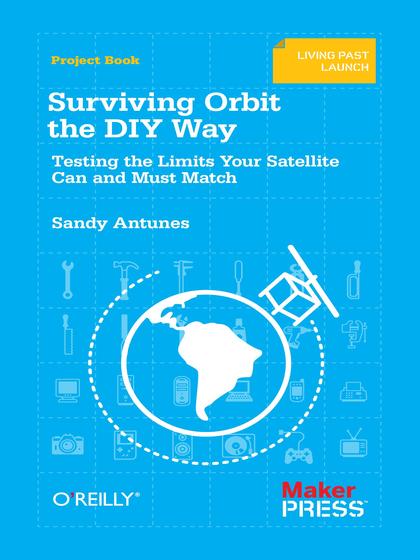 Project Book
LIVING PAST
LAUNCH
Surviving Orbit
the DIY Way
Testing the Limits Your Satellite
Can and Must Match
Sandy Antunes
O'REILLY®
Maker
PRESS™